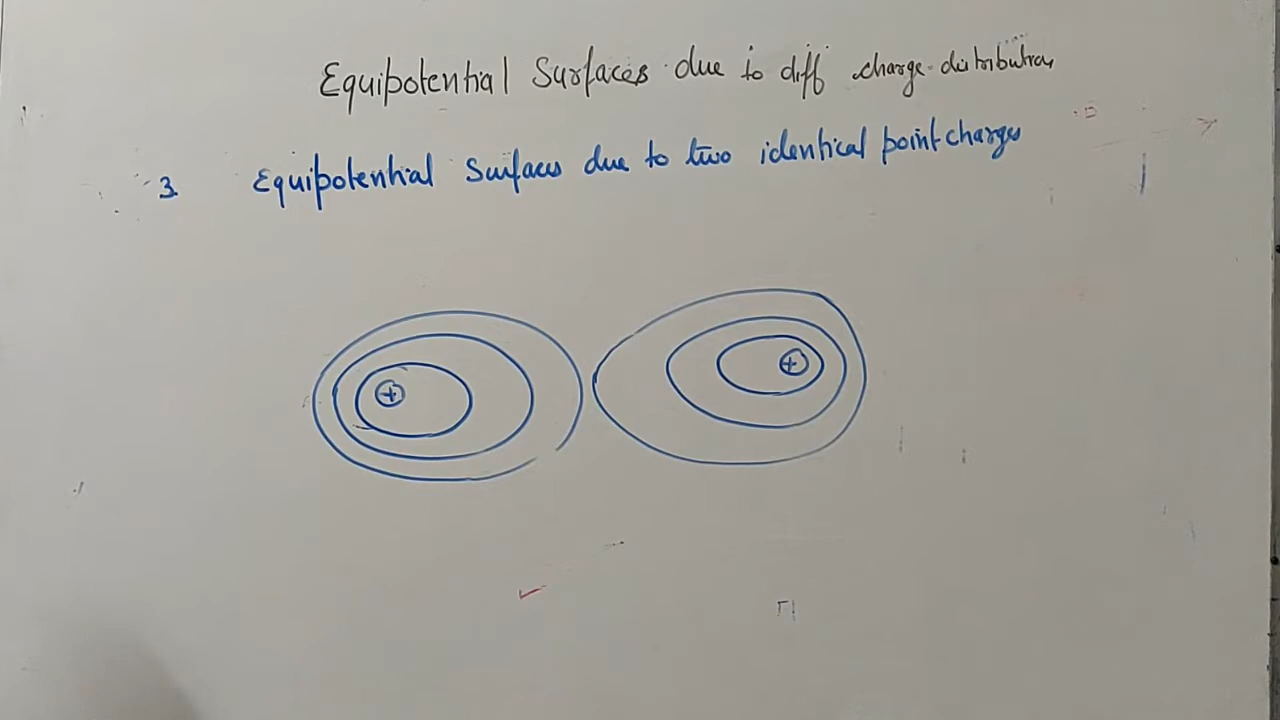 Equipotential Surfaces due to diff charge distribution
3. Equipotential Surfaces due to two identical point charges
+
+